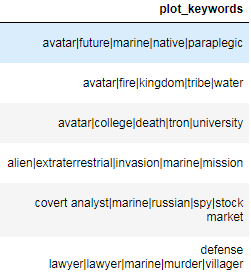 plot_keywords
avatar|future|marine|native|paraplegic
avatar|fire|kingdom|tribe|water
avatar|college|death|tron|university
alien|extraterrestrial|invasion|marine|mission
covert analyst|marine|russian|spy|stock
market
defense
lawyer|lawyer|marine|murder|villager